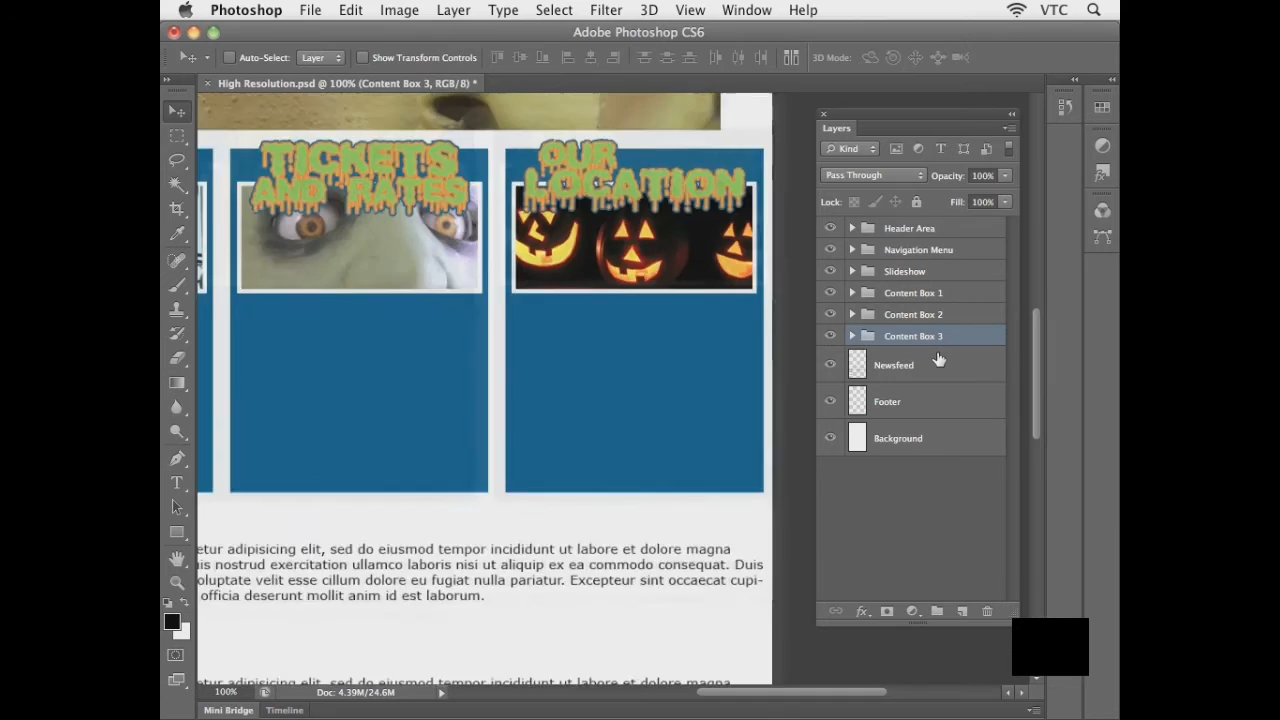 Photoshop File Edit Image Layer Type Select Filter 3D View Window Help VTC
Adobe Photoshop CS6
Auto-Select: Layer Show Transform Controls 3D Mode:
High Resolution.psd @ 100% (Content Box 3, RGB/8) *
TICKETS
AND RATES
OUR
LOCATION
etur adipisicing elit, sed do eiusmod tempor incididunt ut labore et dolore magna
is nostrud exercitation ullamco laboris nisi ut aliquip ex ea commodo consequat. Duis
voluptate velit esse cillum dolore eu fugiat nulla pariatur. Excepteur sint occaecat cupi-
officia deserunt mollit anim id est laborum.
etur adipisicing elit, sed do eiusmod tempor incididunt ut labore et dolore magna
Layers
Kind
Pass Through Opacity: 100%
Lock: Fill: 100%
Header Area
Navigation Menu
Slideshow
Content Box 1
Content Box 2
Content Box 3
Newsfeed
Footer
Background
100% Doc: 4.39M/24.6M
Mini Bridge Timeline